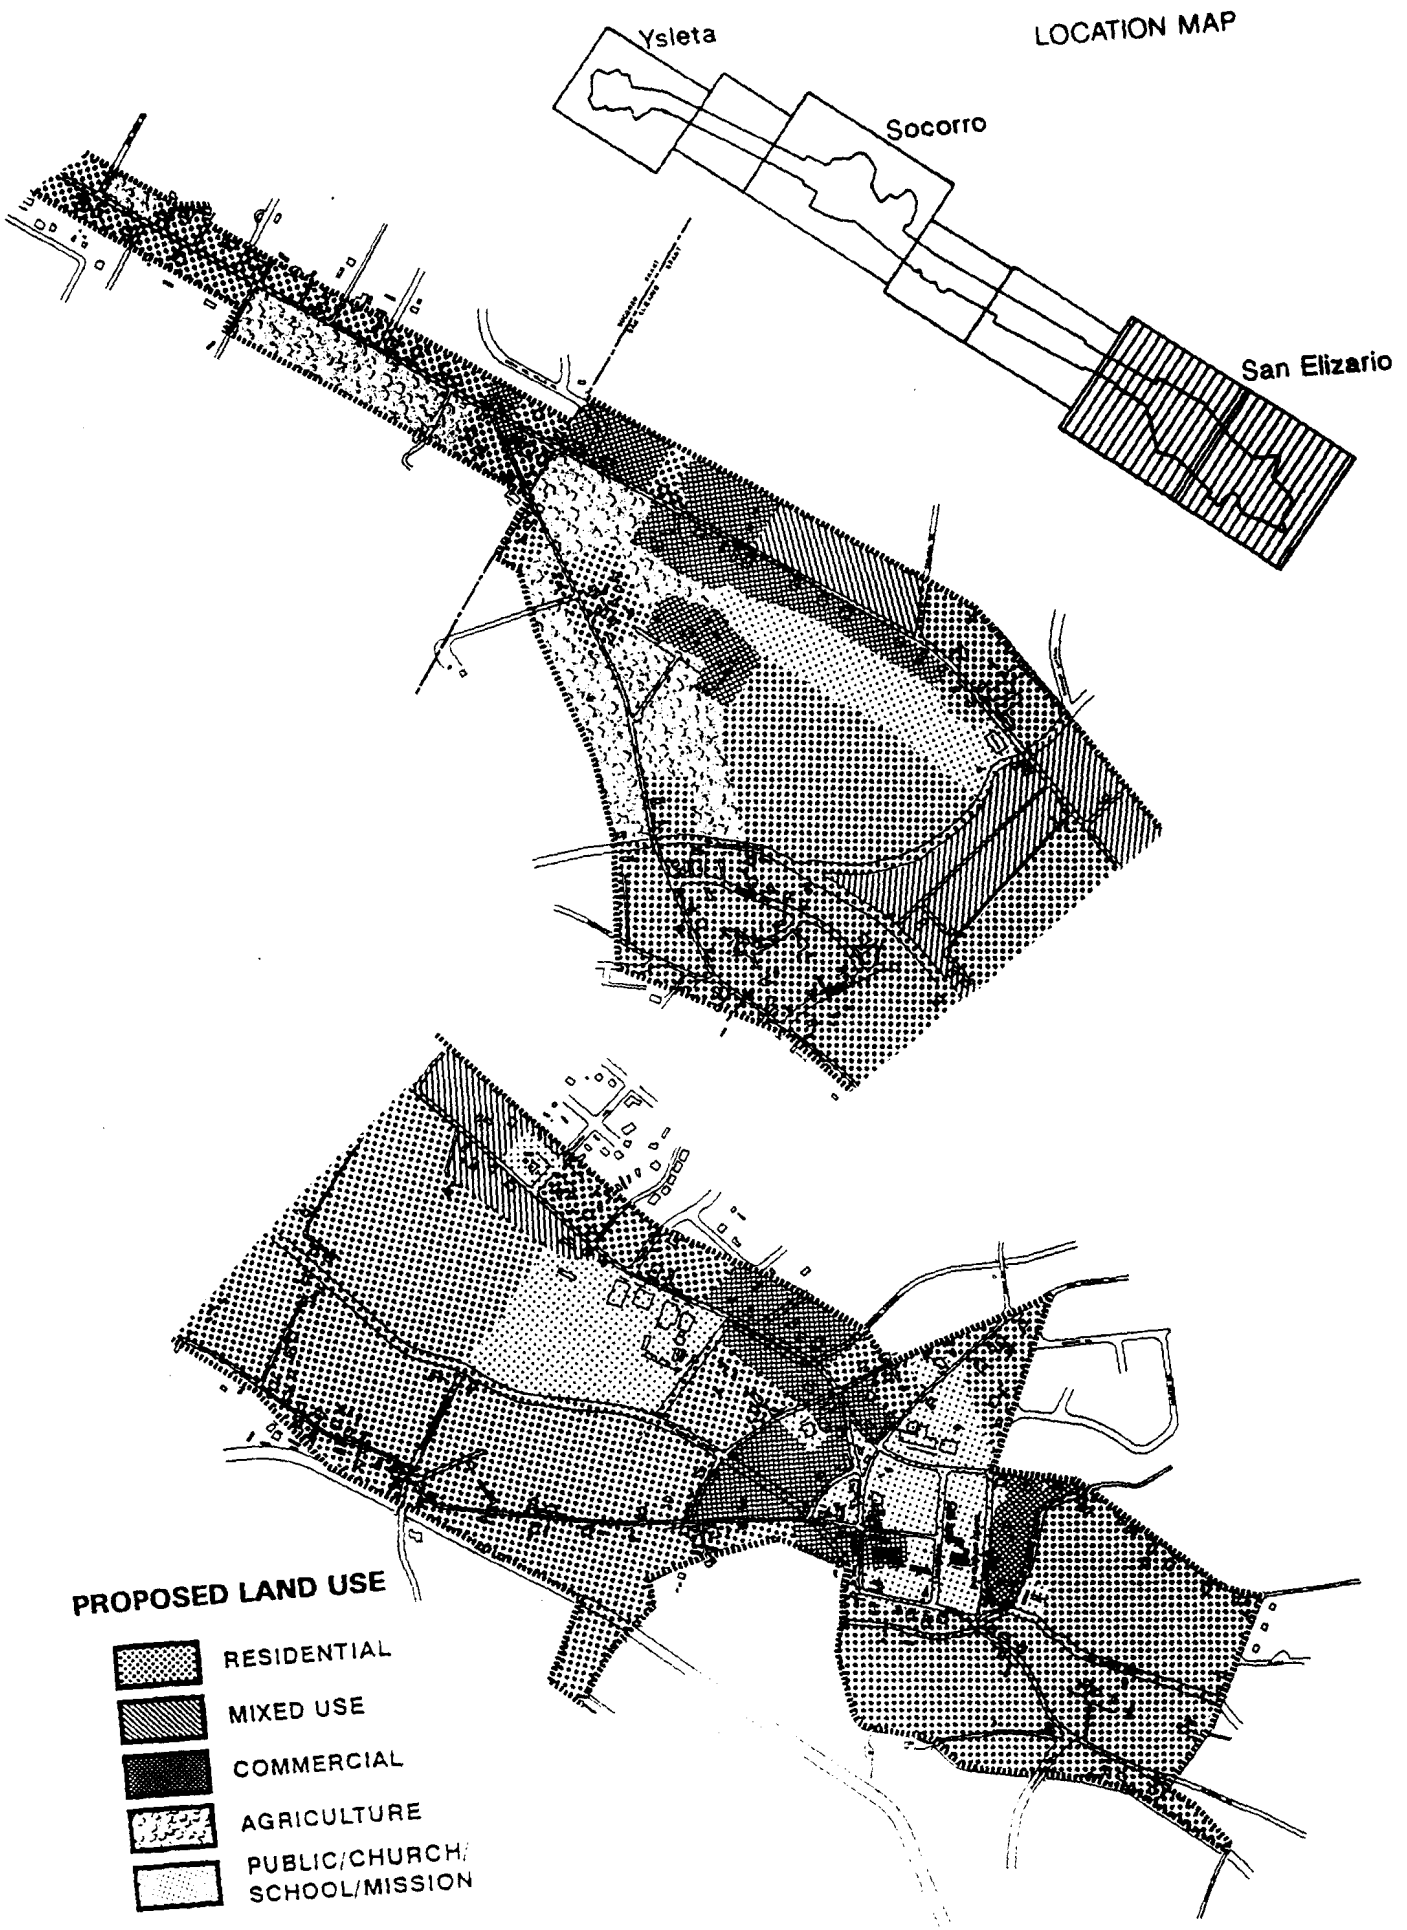 LOCATION MAP
Ysleta
Socorro
San Elizario
PROPOSED LAND USE
RESIDENTIAL
MIXED USE
COMMERCIAL
AGRICULTURE
PUBLIC/CHURCH/
SCHOOL/MISSION